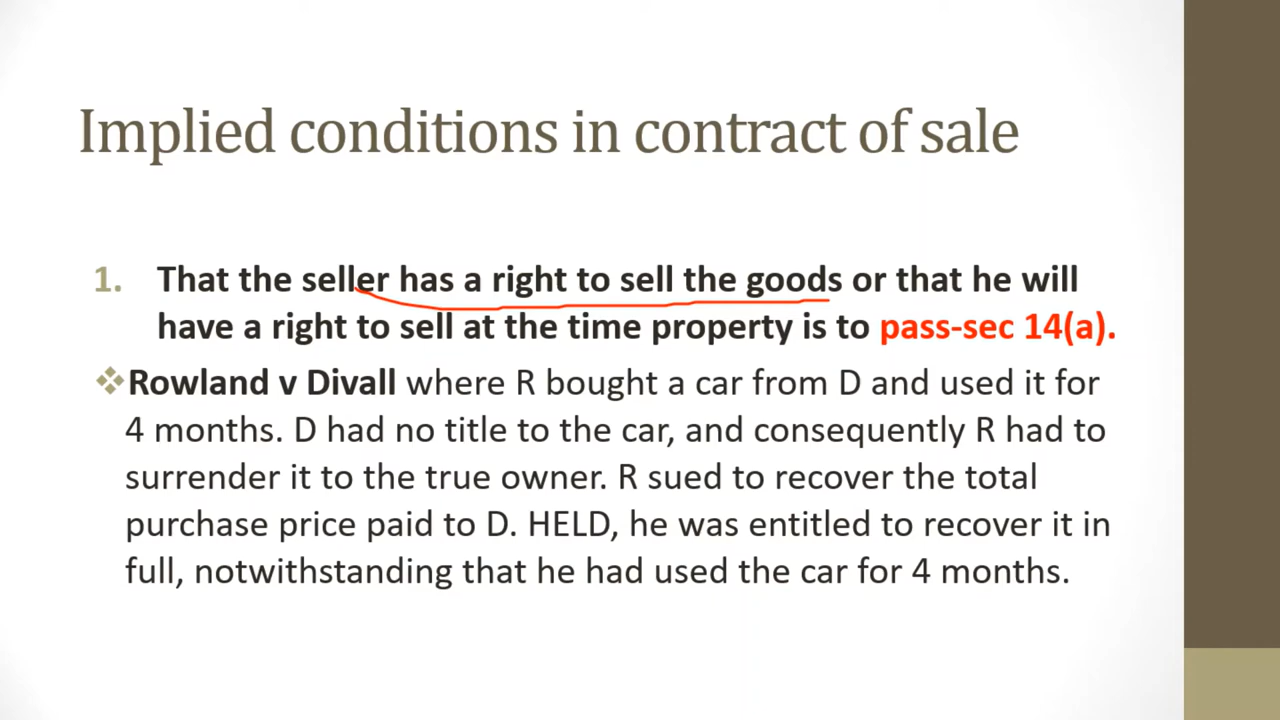 Implied conditions in contract of sale
1. That the seller has a right to sell the goods or that he will
have a right to sell at the time property is to pass-sec 14(a).
❖Rowland v Divall where R bought a car from D and used it for
4 months. D had no title to the car, and consequently R had to
surrender it to the true owner. R sued to recover the total
purchase price paid to D. HELD, he was entitled to recover it in
full, notwithstanding that he had used the car for 4 months.